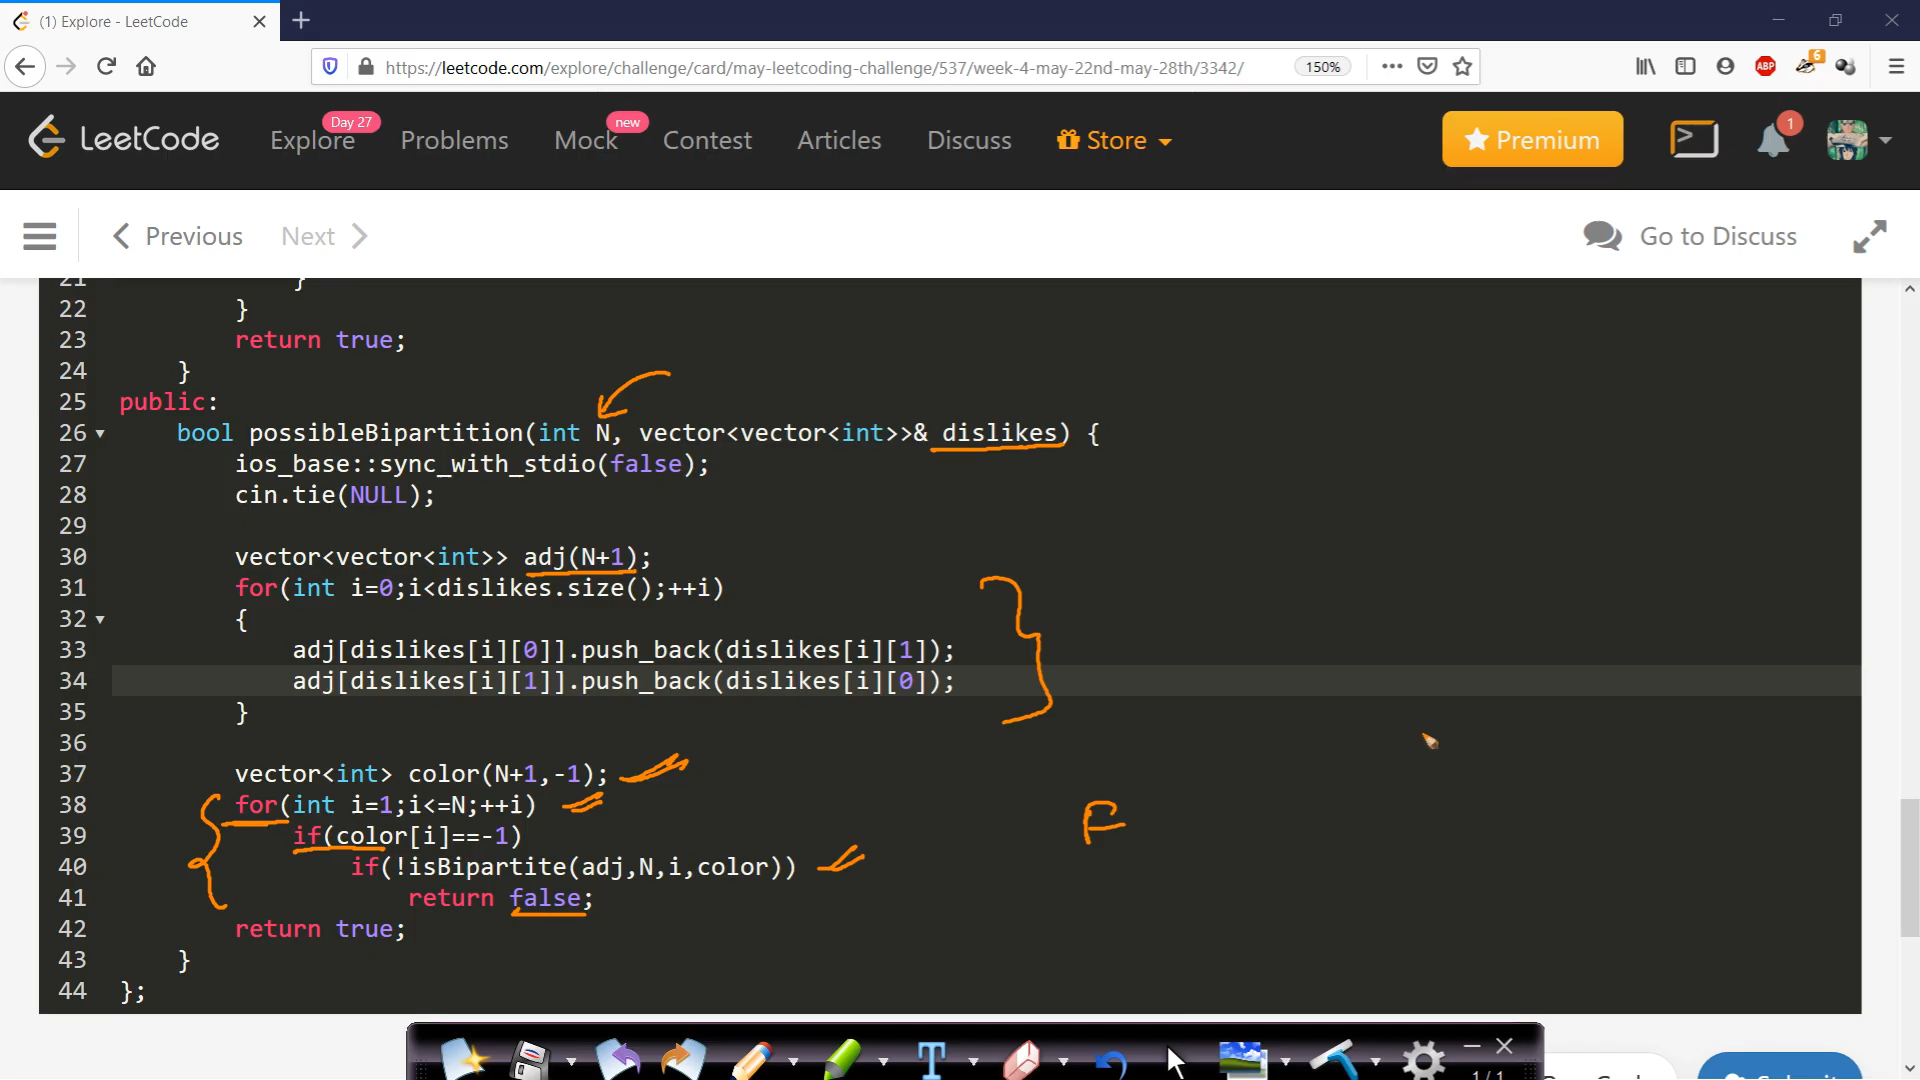 (1) Explore - LeetCode
https://leetcode.com/explore/challenge/card/may-leetcoding-challenge/537/week-4-may-22nd-may-28th/3342/
150%
ABP
6
LeetCode
Explore
Day 27
Problems
Mock
new
Contest
Articles
Discuss
Store
Premium
1
Previous
Next
Go to Discuss
21 }
22 }
23 return true;
24 }
25 public:
26 bool possibleBipartition(int N, vector<vector<int>>& dislikes) {
27 ios_base::sync_with_stdio(false);
28 cin.tie(NULL);
29
30 vector<vector<int>> adj(N+1);
31 for(int i=0;i<dislikes.size();++i)
32 {
33 adj[dislikes[i][0]].push_back(dislikes[i][1]);
34 adj[dislikes[i][1]].push_back(dislikes[i][0]);
35 }
36
37 vector<int> color(N+1,-1);
38 for(int i=1;i<=N;++i)
39 if(color[i]==-1)
F
40 if(!isBipartite(adj,N,i,color))
41 return false;
42 return true;
43 }
44 };
T
1/1